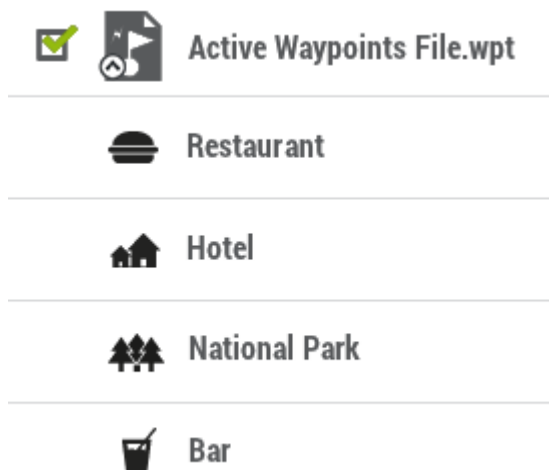 Active Waypoints File.wpt
Restaurant
Hotel
National Park
Bar